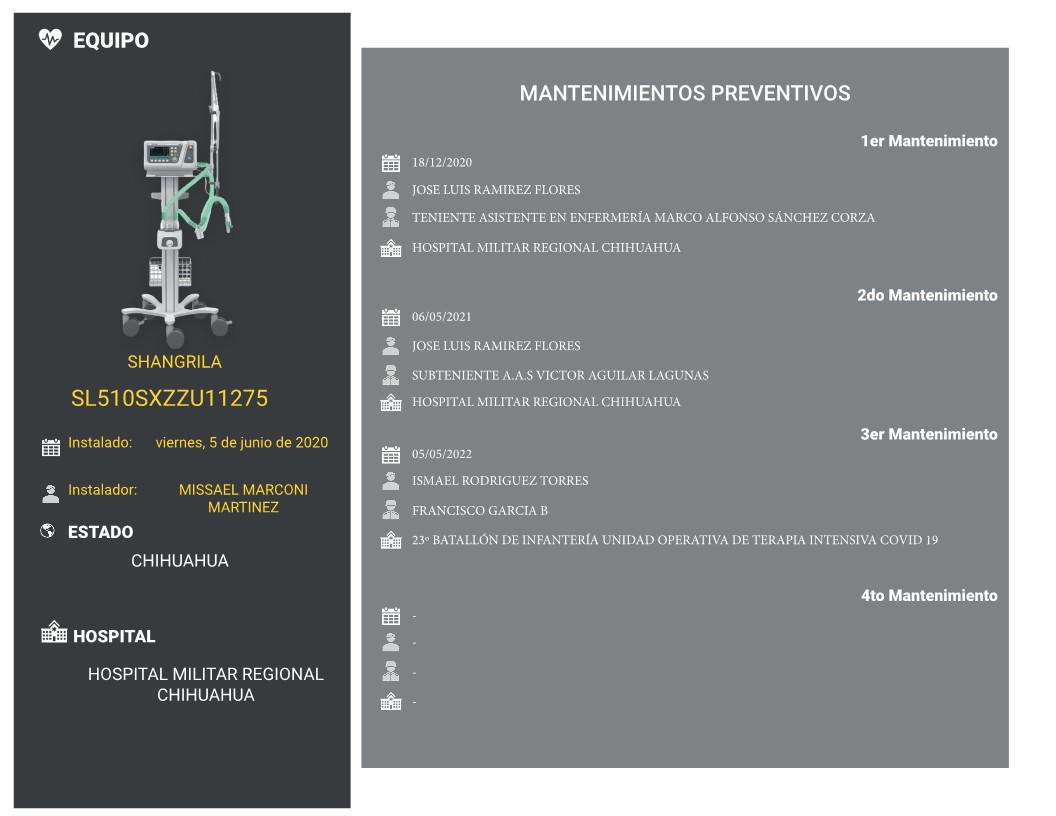 EQUIPO
SHANGRILA
SL510SXZZU11275
Instalado: viernes, 5 de junio de 2020
Instalador: MISSAEL MARCONI
MARTINEZ
ESTADO
CHIHUAHUA
HOSPITAL
HOSPITAL MILITAR REGIONAL
CHIHUAHUA
MANTENIMIENTOS PREVENTIVOS
1er Mantenimiento
18/12/2020
JOSE LUIS RAMIREZ FLORES
TENIENTE ASISTENTE EN ENFERMERÍA MARCO ALFONSO SÁNCHEZ CORZA
HOSPITAL MILITAR REGIONAL CHIHUAHUA
2do Mantenimiento
06/05/2021
JOSE LUIS RAMIREZ FLORES
SUBTENIENTE A.A.S VICTOR AGUILAR LAGUNAS
HOSPITAL MILITAR REGIONAL CHIHUAHUA
3er Mantenimiento
05/05/2022
ISMAEL RODRIGUEZ TORRES
FRANCISCO GARCIA B
23º BATALLÓN DE INFANTERÍA UNIDAD OPERATIVA DE TERAPIA INTENSIVA COVID 19
4to Mantenimiento
-
-
-
-